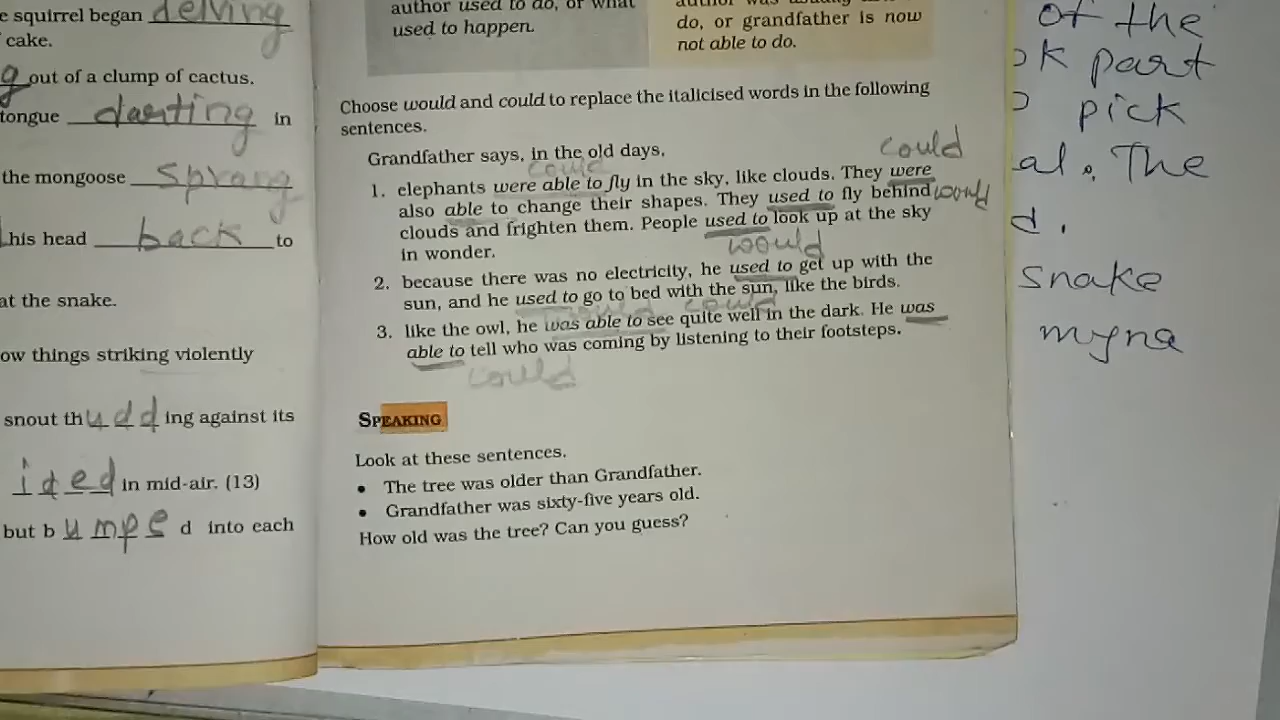 e squirrel began delving
cake.
g out of a clump of cactus.
tongue darting in
the mongoose sprang
his head back to
at the snake.
ow things striking violently
snout thudding against its
ided in mid-air. (13)
but bumped into each
author used to do, or what
used to happen.
do, or grandfather is now
not able to do.
Choose would and could to replace the italicised words in the following
sentences.
Grandfather says, in the old days,
could could
1. elephants were able to fly in the sky, like clouds. They were
also able to change their shapes. They used to fly behind would
clouds and frighten them. People used to look up at the sky
in wonder. would
2. because there was no electricity, he used to get up with the
sun, and he used to go to bed with the sun, like the birds.
would could
3. like the owl, he was able to see quite well in the dark. He was
able to tell who was coming by listening to their footsteps.
could
SPEAKING
Look at these sentences.
• The tree was older than Grandfather.
• Grandfather was sixty-five years old.
How old was the tree? Can you guess?
of the
ok part
pick
al. The
d.
snake
myna